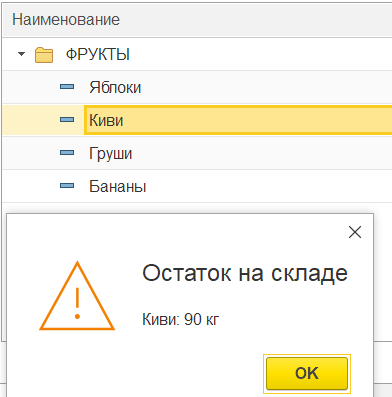 Наименование
ФРУКТЫ
Яблоки
Киви
Груши
Бананы
Остаток на складе
Киви: 90 кг
OK